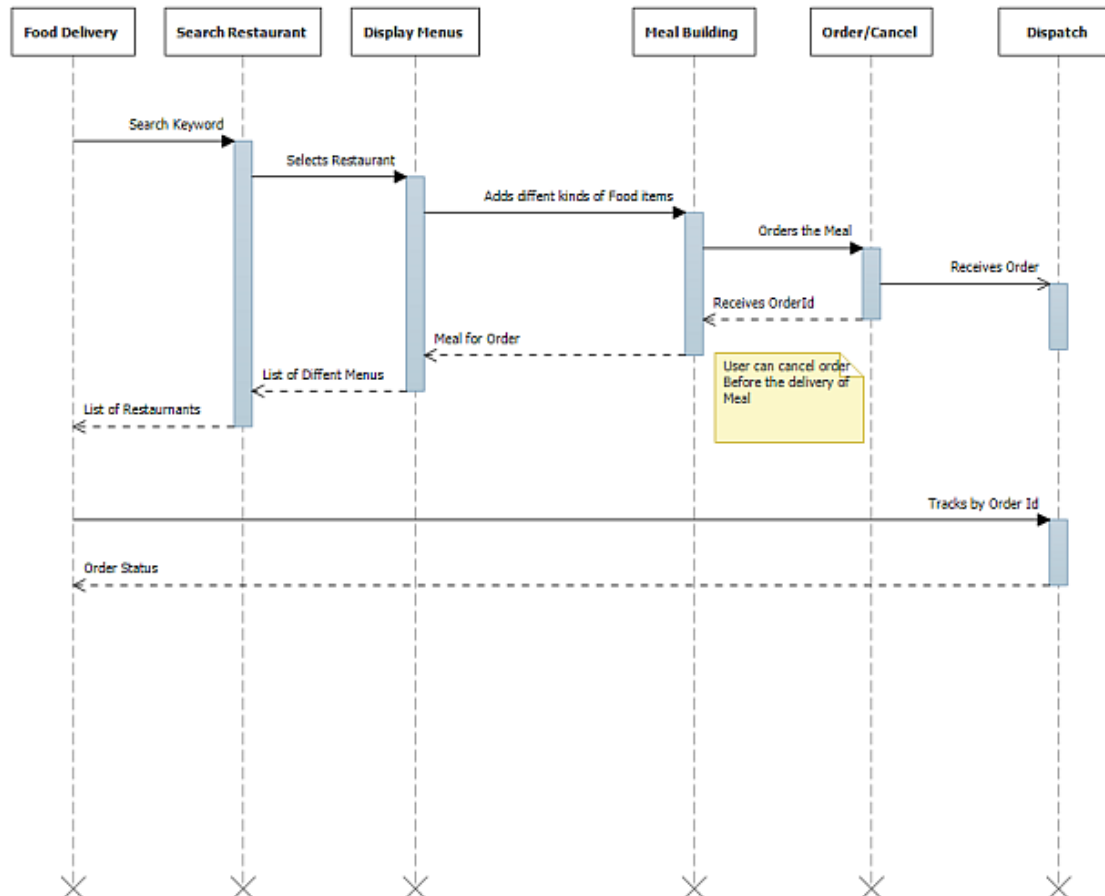 Food Delivery
Search Restaurant
Display Menus
Meal Building
Order/Cancel
Dispatch
Search Keyword
Selects Restaurant
Adds diffent kinds of Food items
Orders the Meal
Receives Order
Receives OrderId
Meal for Order
User can cancel order
Before the delivery of
Meal
List of Diffent Menus
List of Restaurnants
Tracks by Order Id
Order Status